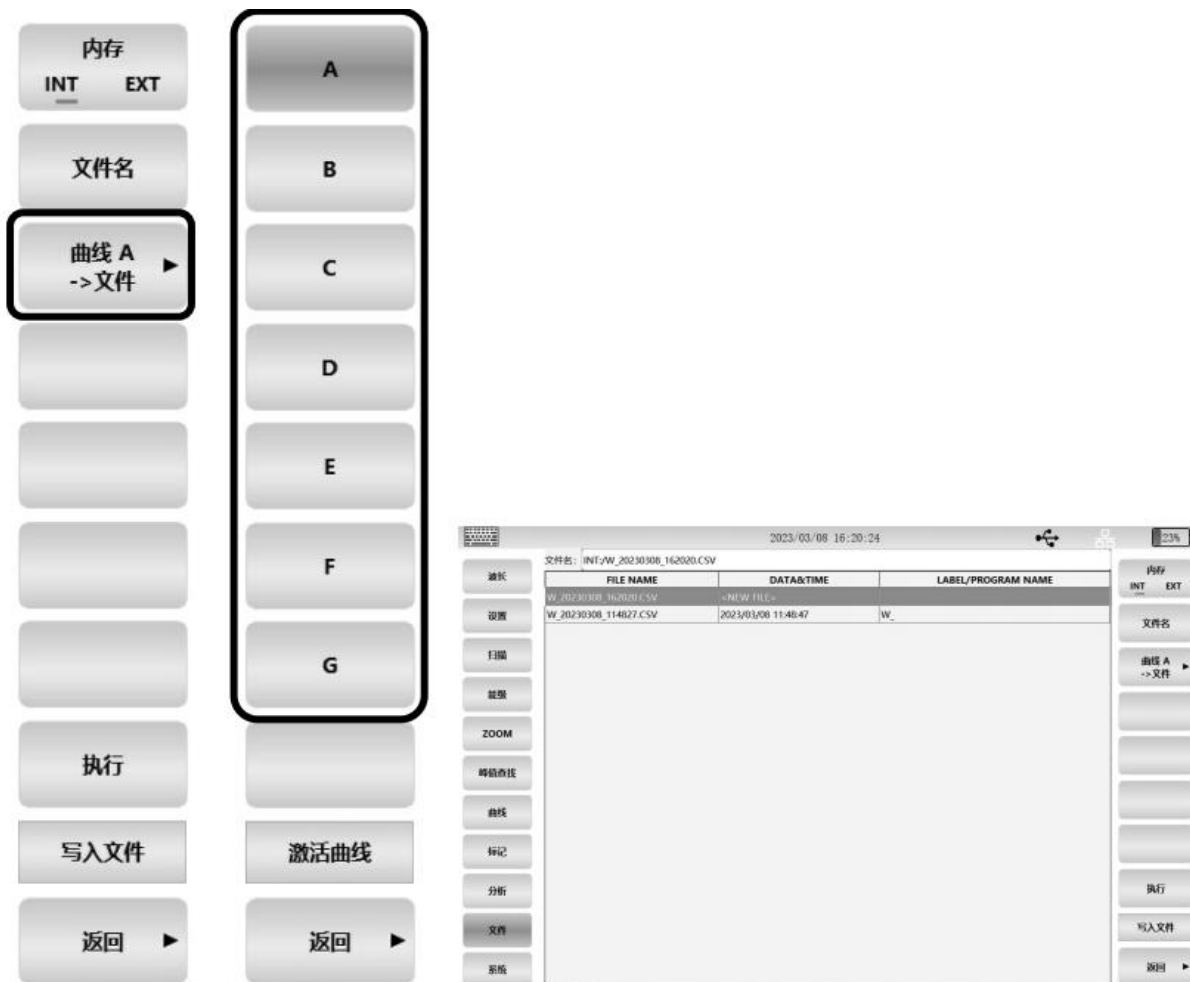 内存
INT EXT
文件名
曲线 A
->文件
执行
写入文件
返回
A
B
C
D
E
F
G
激活曲线
返回
2023/03/08 16:20:24
23%
文件名: INT:/W_20230308_162020.CSV
FILE NAME DATA&TIME LABEL/PROGRAM NAME
W_20230308_162020.CSV <NEW FILE>
W_20230308_114827.CSV 2023/03/08 11:48:47 W_
波长
设置
扫描
能级
ZOOM
峰值查找
曲线
标记
分析
文件
系统
内存
INT EXT
文件名
曲线 A
->文件
执行
写入文件
返回